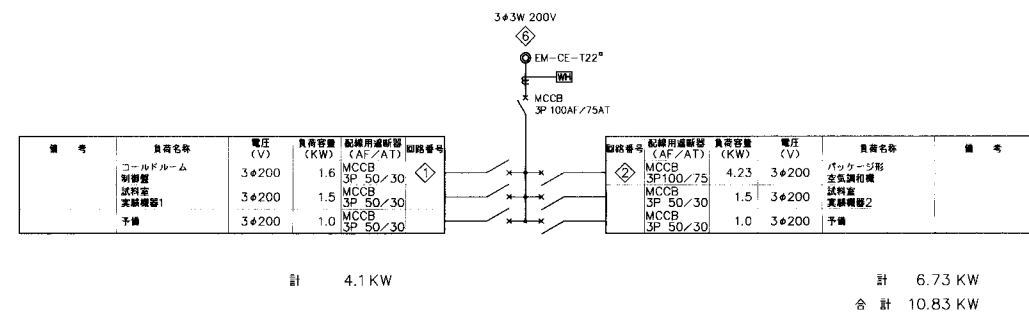 3φ3W 200V
6
EM-CE-T22□
WH
MCCB
3P 100AF/75AT
備 考 負荷名称 電圧(V) 負荷容量(KW) 配線用遮断器(AF/AT) 回路番号
コールドルーム制御盤 3φ200 1.6 MCCB 3P 50/30 1
試料室実験機器1 3φ200 1.5 MCCB 3P 50/30
予備 3φ200 1.0 MCCB 3P 50/30
計 4.1KW
回路番号 配線用遮断器(AF/AT) 負荷容量(KW) 電圧(V) 負荷名称 備 考
2 MCCB 3P100/75 4.23 3φ200 パッケージ形空気調和機
MCCB 3P 50/30 1.5 3φ200 試料室実験機器2
MCCB 3P 50/30 1.0 3φ200 予備
計 6.73 KW
合 計 10.83 KW